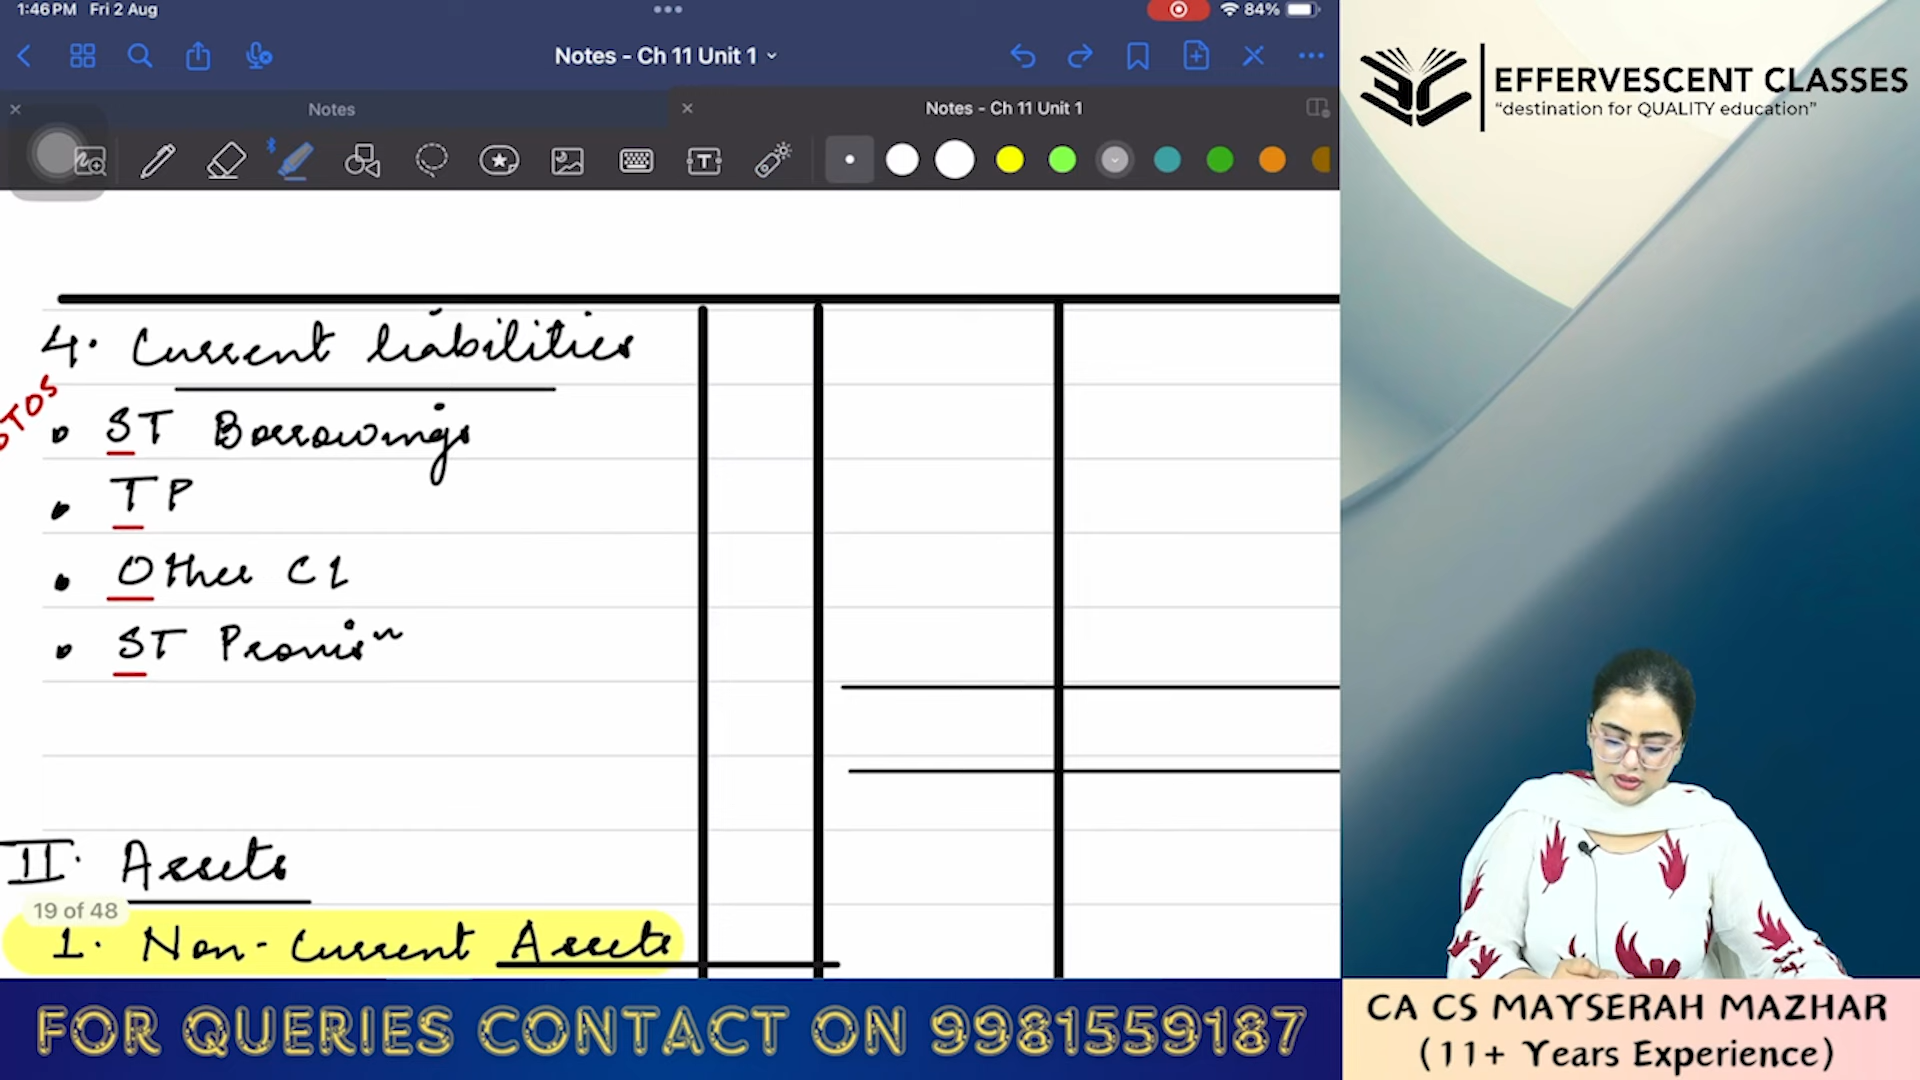 1:46 PM Fri 2 Aug
84%
Notes - Ch 11 Unit 1
Notes
Notes - Ch 11 Unit 1
EFFERVESCENT CLASSES
"destination for QUALITY education"
4. Current liabilities
STOS
• ST Borrowings
• TP
• Other CL
• ST Provisn
II. Assets
19 of 48
1. Non-Current Assets
FOR QUERIES CONTACT ON 9981559187
CA CS MAYSERAH MAZHAR
(11+ Years Experience)